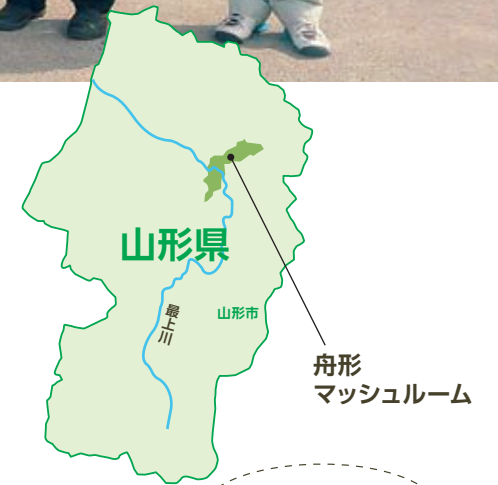 山形県
山形市
最上川
舟形
マッシュルーム